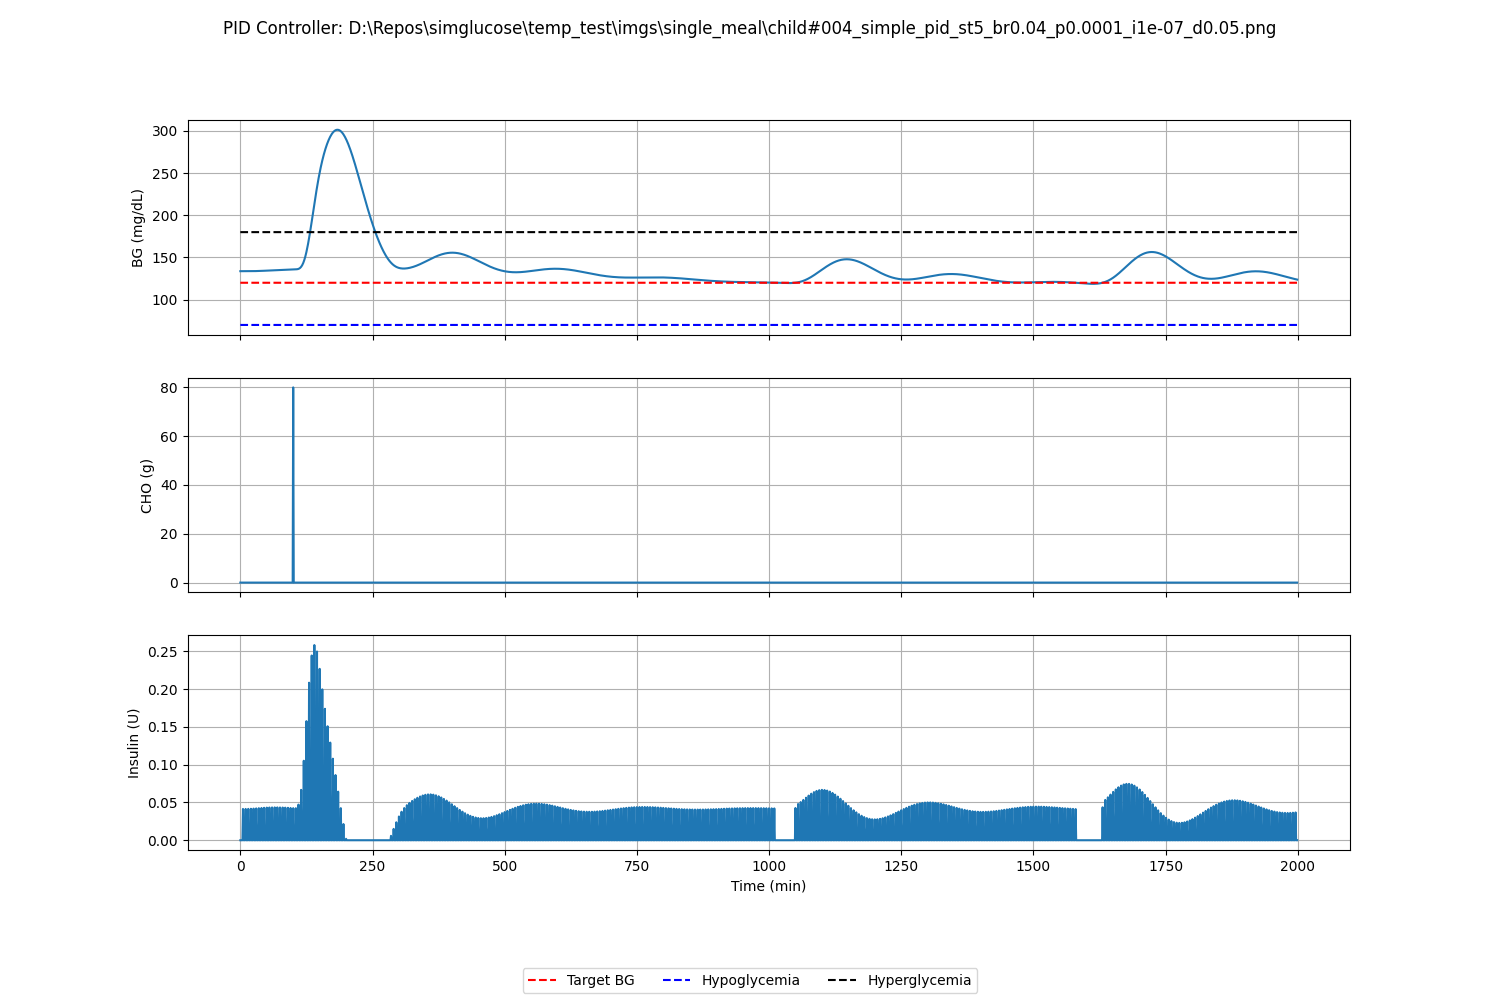 PID Controller: D:\Repos\simglucose\temp_test\imgs\single_meal\child#004_simple_pid_st5_br0.04_p0.0001_i1e-07_d0.05.png
300
250
200
150
100
BG (mg/dL)
80
60
40
20
0
CHO (g)
0.25
0.20
0.15
0.10
0.05
0.00
Insulin (U)
0 250 500 750 1000 1250 1500 1750 2000
Time (min)
Target BG Hypoglycemia Hyperglycemia